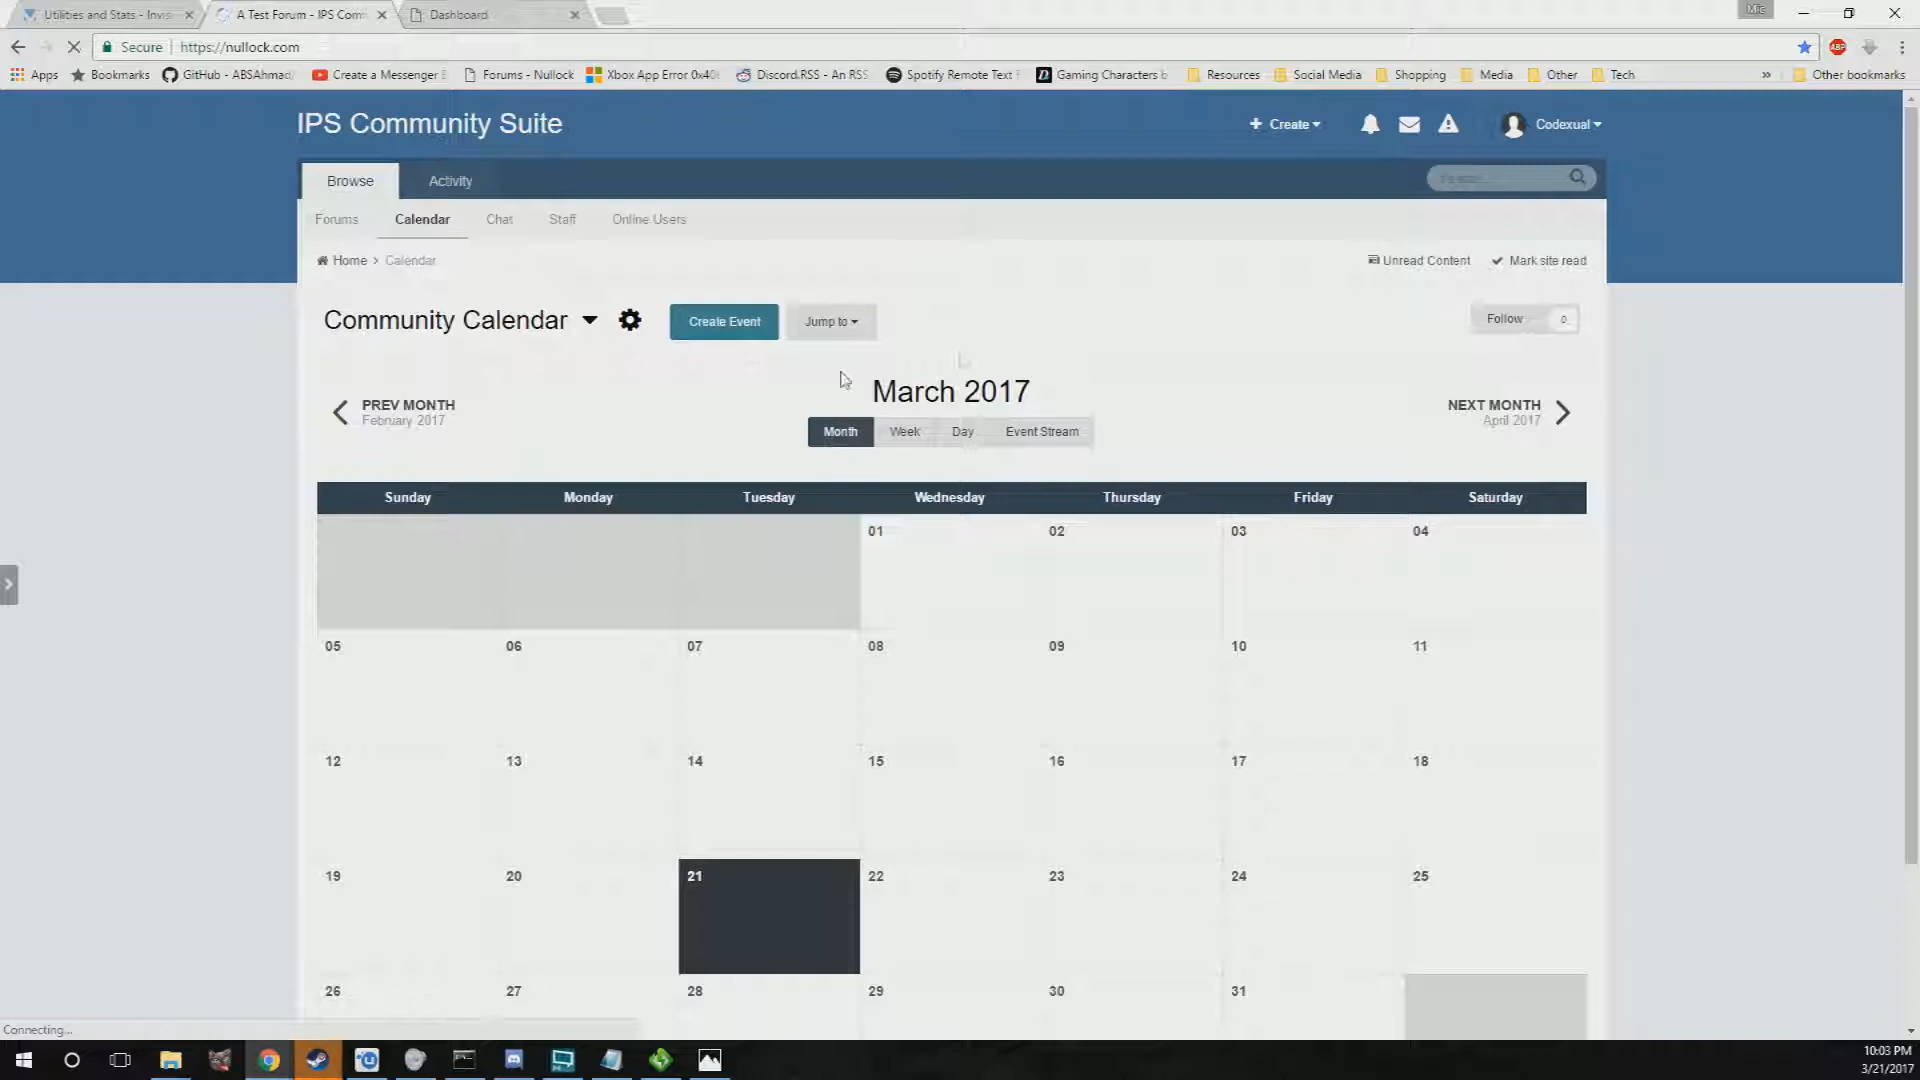 Utilities and Stats - Invis
A Test Forum - IPS Com
Dashboard
Mic
Secure
https://nullock.com
ABP
Apps
Bookmarks
GitHub - ABSAhmad
Create a Messenger
Forums - Nullock
Xbox App Error 0x40
Discord.RSS - An RSS
Spotify Remote Text
Gaming Characters b
Resources
Social Media
Shopping
Media
Other
Tech
»
Other bookmarks
IPS Community Suite
+ Create
Codexual
Browse
Activity
Search...
Forums
Calendar
Chat
Staff
Online Users
Home > Calendar
Unread Content
Mark site read
Community Calendar
Create Event
Jump to
Follow
0
PREV MONTH
February 2017
March 2017
NEXT MONTH
April 2017
Month
Week
Day
Event Stream
Sunday
Monday
Tuesday
Wednesday
Thursday
Friday
Saturday
01
02
03
04
05
06
07
08
09
10
11
12
13
14
15
16
17
18
19
20
21
22
23
24
25
26
27
28
29
30
31
Connecting...
10:03 PM
3/21/2017